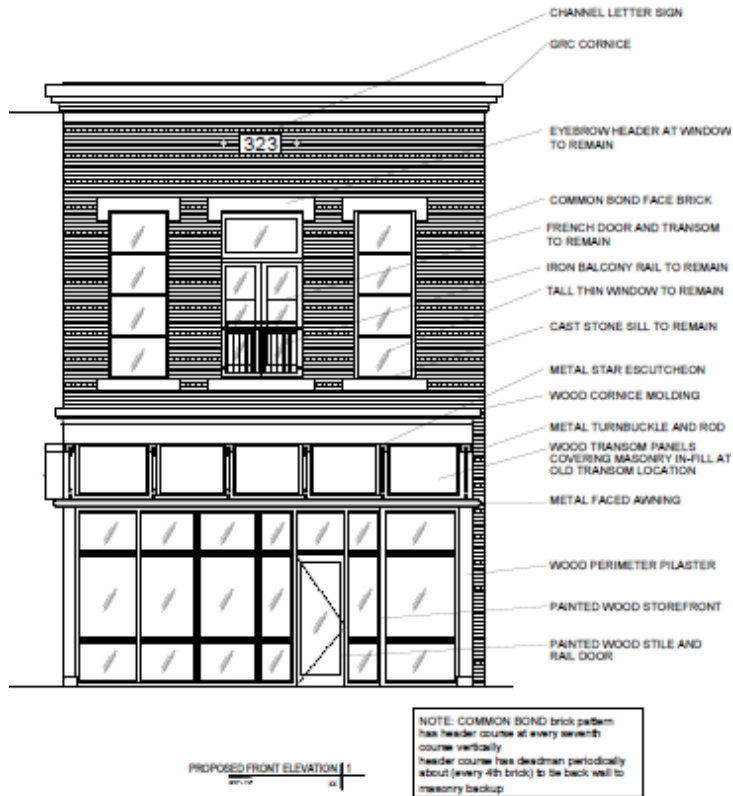 CHANNEL LETTER SIGN
GRC CORNICE
EYEBROW HEADER AT WINDOW
TO REMAIN
323
COMMON BOND FACE BRICK
FRENCH DOOR AND TRANSOM
TO REMAIN
IRON BALCONY RAIL TO REMAIN
TALL THIN WINDOW TO REMAIN
CAST STONE SILL TO REMAIN
METAL STAR ESCUTCHEON
WOOD CORNICE MOLDING
METAL TURNBUCKLE AND ROD
WOOD TRANSOM PANELS
COVERING MASONRY IN-FILL AT
OLD TRANSOM LOCATION
METAL FACED AWNING
WOOD PERIMETER PILASTER
PAINTED WOOD STOREFRONT
PAINTED WOOD STILE AND
RAIL DOOR
NOTE: COMMON BOND brick pattern
has header course at every seventh
course vertically
header course has deadman periodically
about (every 4th brick) to tie back wall to
masonry backup
PROPOSED FRONT ELEVATION 1